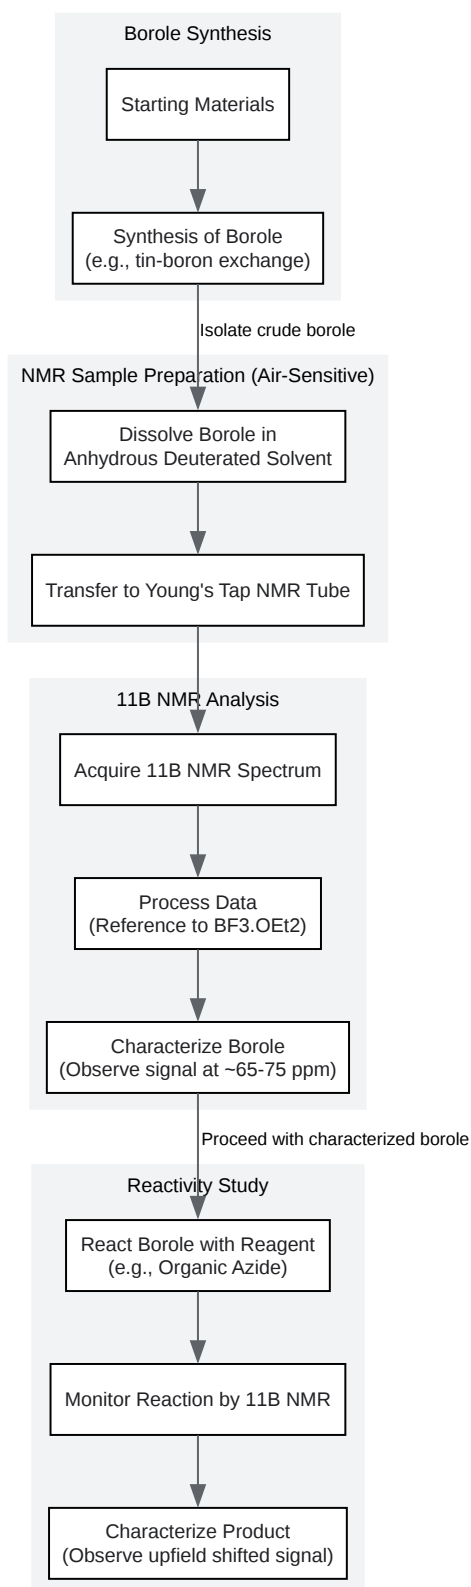 Borole Synthesis
Starting Materials
Synthesis of Borole
(e.g., tin-boron exchange)
Isolate crude borole
NMR Sample Preparation (Air-Sensitive)
Dissolve Borole in
Anhydrous Deuterated Solvent
Transfer to Young's Tap NMR Tube
11B NMR Analysis
Acquire 11B NMR Spectrum
Process Data
(Reference to BF3.OEt2)
Characterize Borole
(Observe signal at ~65-75 ppm)
Proceed with characterized borole
Reactivity Study
React Borole with Reagent
(e.g., Organic Azide)
Monitor Reaction by 11B NMR
Characterize Product
(Observe upfield shifted signal)